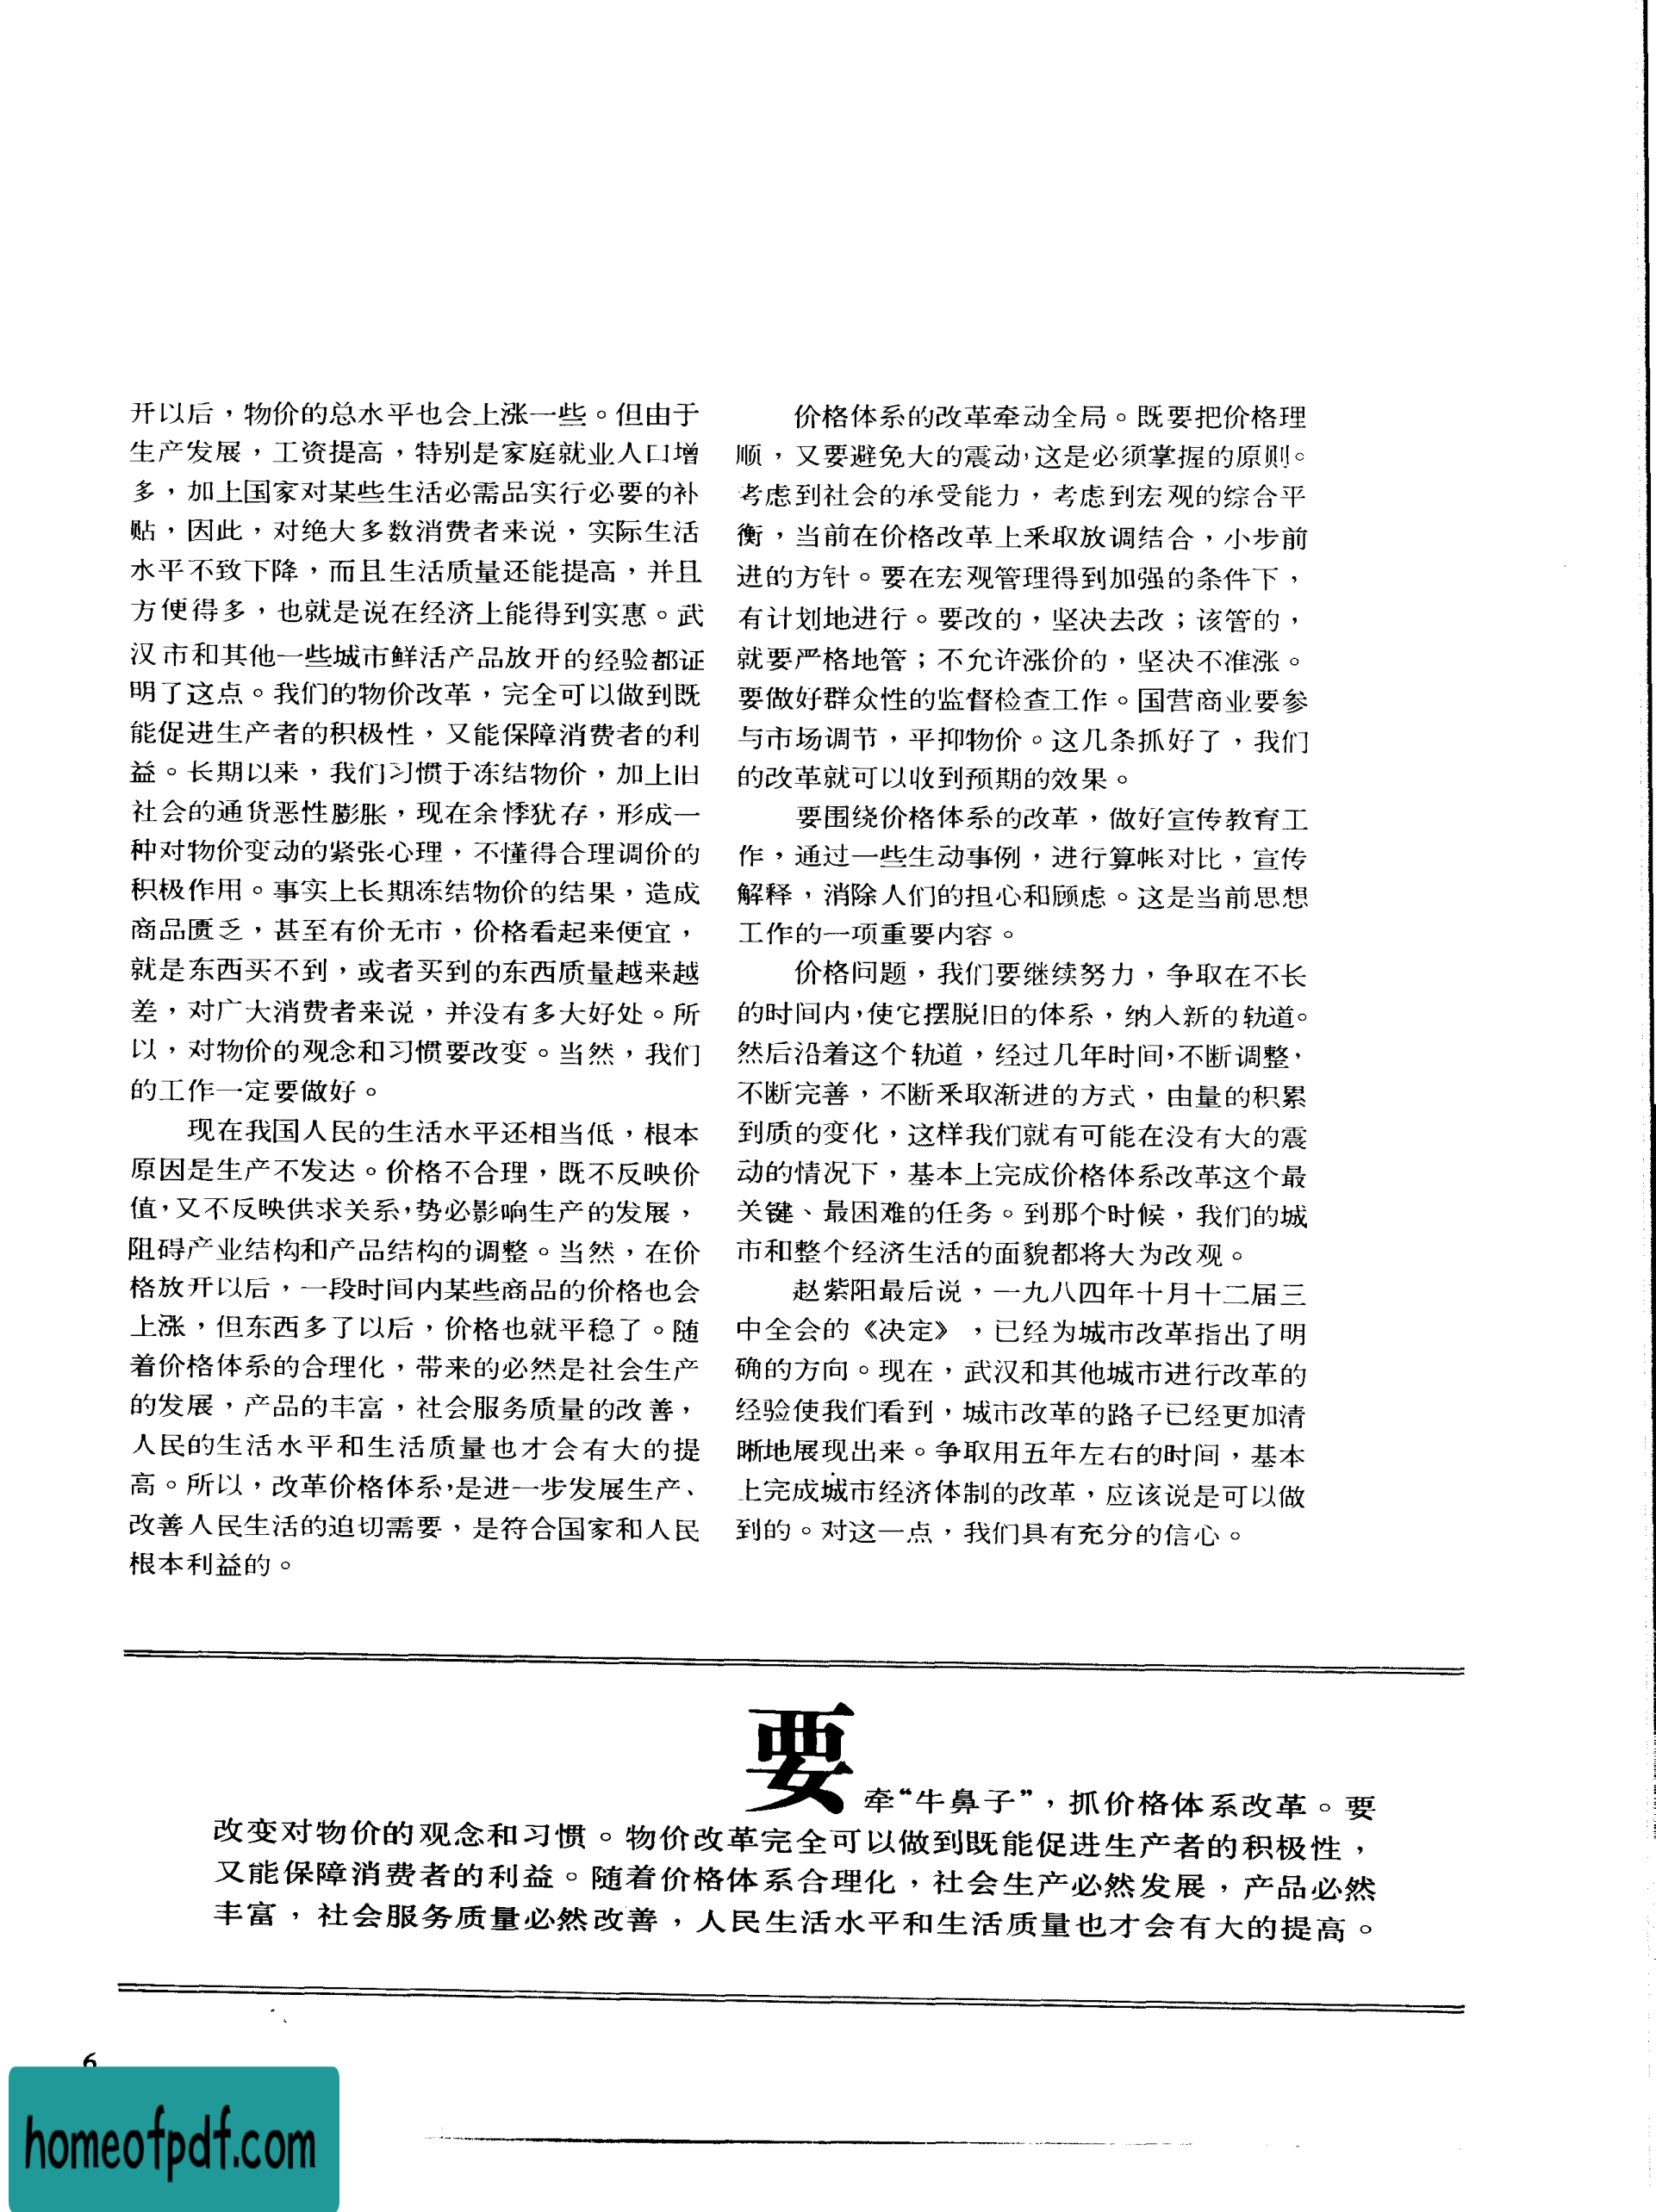 开以后，物价的总水平也会上涨一些。但由于
生产发展，工资提高，特别是家庭就业人口增
多，加上国家对某些生活必需品实行必要的补
贴，因此，对绝大多数消费者来说，实际生活
水平不致下降，而且生活质量还能提高，并且
方便得多，也就是说在经济上能得到实惠。武
汉市和其他一些城市鲜活产品放开的经验都证
明了这点。我们的物价改革，完全可以做到既
能促进生产者的积极性，又能保障消费者的利
益。长期以来，我们习惯于冻结物价，加上旧
社会的通货恶性膨胀，现在余悸犹存，形成一
种对物价变动的紧张心理，不懂得合理调价的
积极作用。事实上长期冻结物价的结果，造成
商品匮乏，甚至有价无市，价格看起来便宜，
就是东西买不到，或者买到的东西质量越来越
差，对广大消费者来说，并没有多大好处。所
以，对物价的观念和习惯要改变。当然，我们
的工作一定要做好。
现在我国人民的生活水平还相当低，根本
原因是生产不发达。价格不合理，既不反映价
值，又不反映供求关系，势必影响生产的发展，
阻碍产业结构和产品结构的调整。当然，在价
格放开以后，一段时间内某些商品的价格也会
上涨，但东西多了以后，价格也就平稳了。随
着价格体系的合理化，带来的必然是社会生产
的发展，产品的丰富，社会服务质量的改善，
人民的生活水平和生活质量也才会有大的提
高。所以，改革价格体系，是进一步发展生产、
改善人民生活的迫切需要，是符合国家和人民
根本利益的。
价格体系的改革牵动全局。既要把价格理
顺，又要避免大的震动，这是必须掌握的原则。
考虑到社会的承受能力，考虑到宏观的综合平
衡，当前在价格改革上采取放调结合，小步前
进的方针。要在宏观管理得到加强的条件下，
有计划地进行。要改的，坚决去改；该管的，
就要严格地管；不允许涨价的，坚决不准涨。
要做好群众性的监督检查工作。国营商业要参
与市场调节，平抑物价。这几条抓好了，我们
的改革就可以收到预期的效果。
要围绕价格体系的改革，做好宣传教育工
作，通过一些生动事例，进行算帐对比，宣传
解释，消除人们的担心和顾虑。这是当前思想
工作的一项重要内容。
价格问题，我们要继续努力，争取在不长
的时间内，使它摆脱旧的体系，纳入新的轨道。
然后沿着这个轨道，经过几年时间，不断调整，
不断完善，不断采取渐进的方式，由量的积累
到质的变化，这样我们就有可能在没有大的震
动的情况下，基本上完成价格体系改革这个最
关键、最困难的任务。到那个时候，我们的城
市和整个经济生活的面貌都将大为改观。
赵紫阳最后说，一九八四年十月十二届三
中全会的《决定》，已经为城市改革指出了明
确的方向。现在，武汉和其他城市进行改革的
经验使我们看到，城市改革的路子已经更加清
晰地展现出来。争取用五年左右的时间，基本
上完成城市经济体制的改革，应该说是可以做
到的。对这一点，我们具有充分的信心。
要牵“牛鼻子”，抓价格体系改革。要
改变对物价的观念和习惯。物价改革完全可以做到既能促进生产者的积极性，
又能保障消费者的利益。随着价格体系合理化，社会生产必然发展，产品必然
丰富，社会服务质量必然改善，人民生活水平和生活质量也才会有大的提高。
6
homeofpdf.com